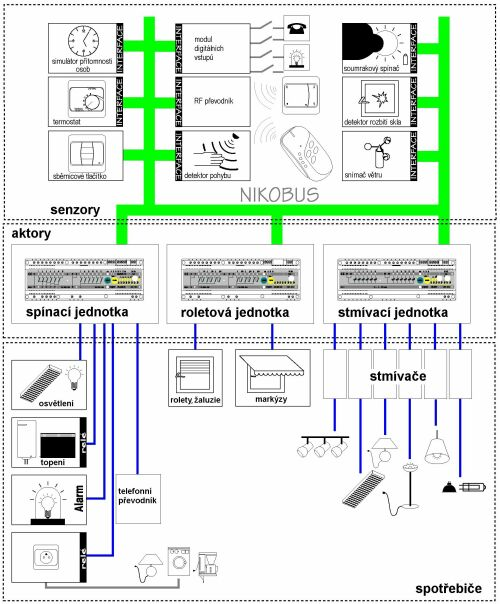 simulátor přítomnosti
osob
INTERFACE
modul
digitálních
vstupů
INTERFACE
soumrakový spínač
INTERFACE
termostat
INTERFACE
RF převodník
INTERFACE
detektor rozbití skla
INTERFACE
sběrnicové tlačítko
INTERFACE
detektor pohybu
INTERFACE
snímač větru
INTERFACE
NIKOBUS
senzory
aktory
spínací jednotka
roletová jednotka
stmívací jednotka
osvětlení
rolety, žaluzie
markýzy
stmívače
topení
relé
Alarm
telefonní
převodník
relé
spotřebiče